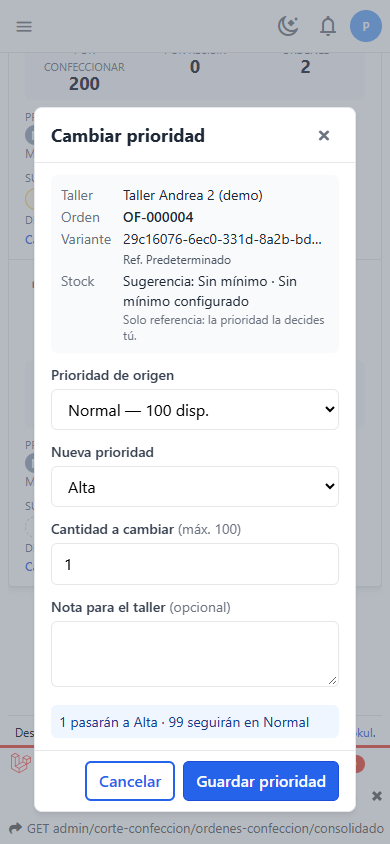 P
CONFECCIONAR
200
0
2
Cambiar prioridad
Taller Taller Andrea 2 (demo)
Orden OF-000004
Variante 29c16076-6ec0-331d-8a2b-bd...
Ref. Predeterminado
Stock Sugerencia: Sin mínimo · Sin
mínimo configurado
Solo referencia: la prioridad la decides
tú.
Prioridad de origen
Normal — 100 disp.
Nueva prioridad
Alta
Cantidad a cambiar (máx. 100)
1
Nota para el taller (opcional)
1 pasarán a Alta · 99 seguirán en Normal
Cancelar Guardar prioridad
GET admin/corte-confeccion/ordenes-confeccion/consolidado